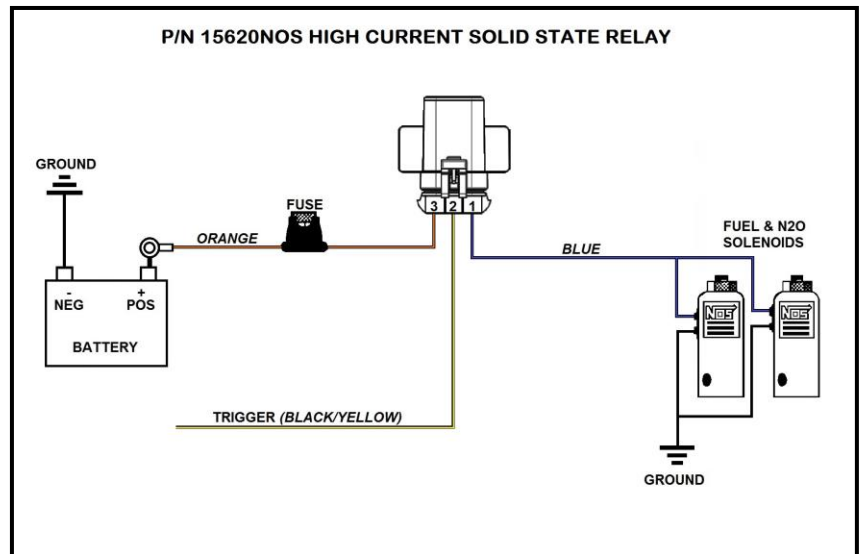 P/N 15620NOS HIGH CURRENT SOLID STATE RELAY
GROUND
FUSE
3 2 1
ORANGE
BLUE
FUEL & N2O
SOLENOIDS
- +
NEG POS
BATTERY
NOS NOS
TRIGGER (BLACK/YELLOW)
GROUND